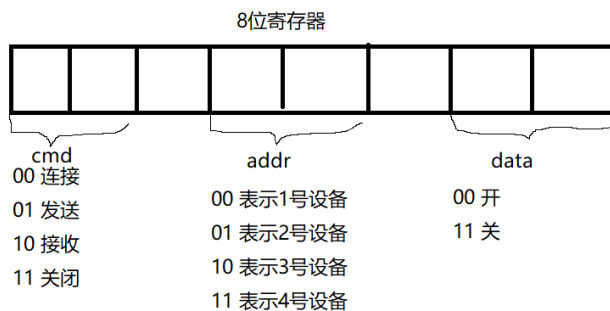 8位寄存器
cmd
00 连接
01 发送
10 接收
11 关闭
addr
00 表示1号设备
01 表示2号设备
10 表示3号设备
11 表示4号设备
data
00 开
11 关